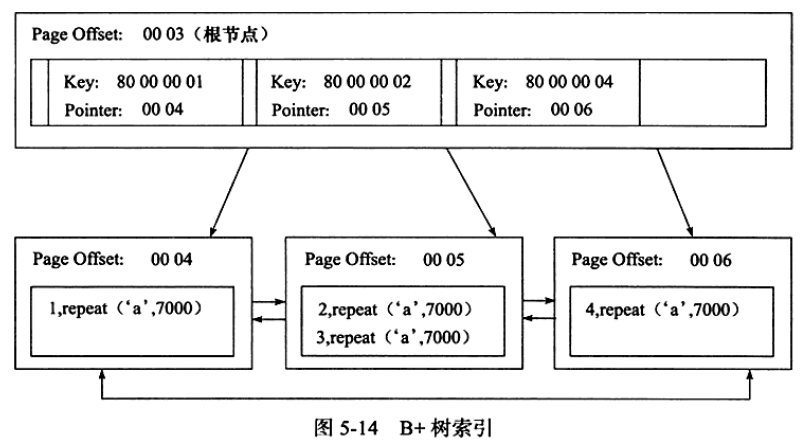 Page Offset: 00 03（根节点）
Key: 80 00 00 01 Key: 80 00 00 02 Key: 80 00 00 04
Pointer: 00 04 Pointer: 00 05 Pointer: 00 06
Page Offset: 00 04 Page Offset: 00 05 Page Offset: 00 06
1,repeat（‘a’,7000） 2,repeat（‘a’,7000） 4,repeat（‘a’,7000）
3,repeat（‘a’,7000）
图 5-14 B+ 树索引